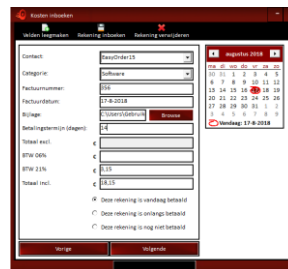 Kosten inboeken
Velden leegmaken Rekening inboeken Rekening verwijderen
Contact: EasyOrder15
Categorie: Software
Factuurnummer: 356
Factuurdatum: 17-8-2018
Bijlage: C:\Users\Gebruik Browse
Betalingstermijn (dagen): 14
Totaal excl. €
BTW 06% €
BTW 21% € 3,15
Totaal incl. € 18,15
Deze rekening is vandaag betaald
Deze rekening is onlangs betaald
Deze rekening is nog niet betaald
Vorige Volgende
augustus 2018
ma di wo do vr za zo
30 31 1 2 3 4 5
6 7 8 9 10 11 12
13 14 15 16 17 18 19
20 21 22 23 24 25 26
27 28 29 30 31 1 2
3 4 5 6 7 8 9
Vandaag: 17-8-2018